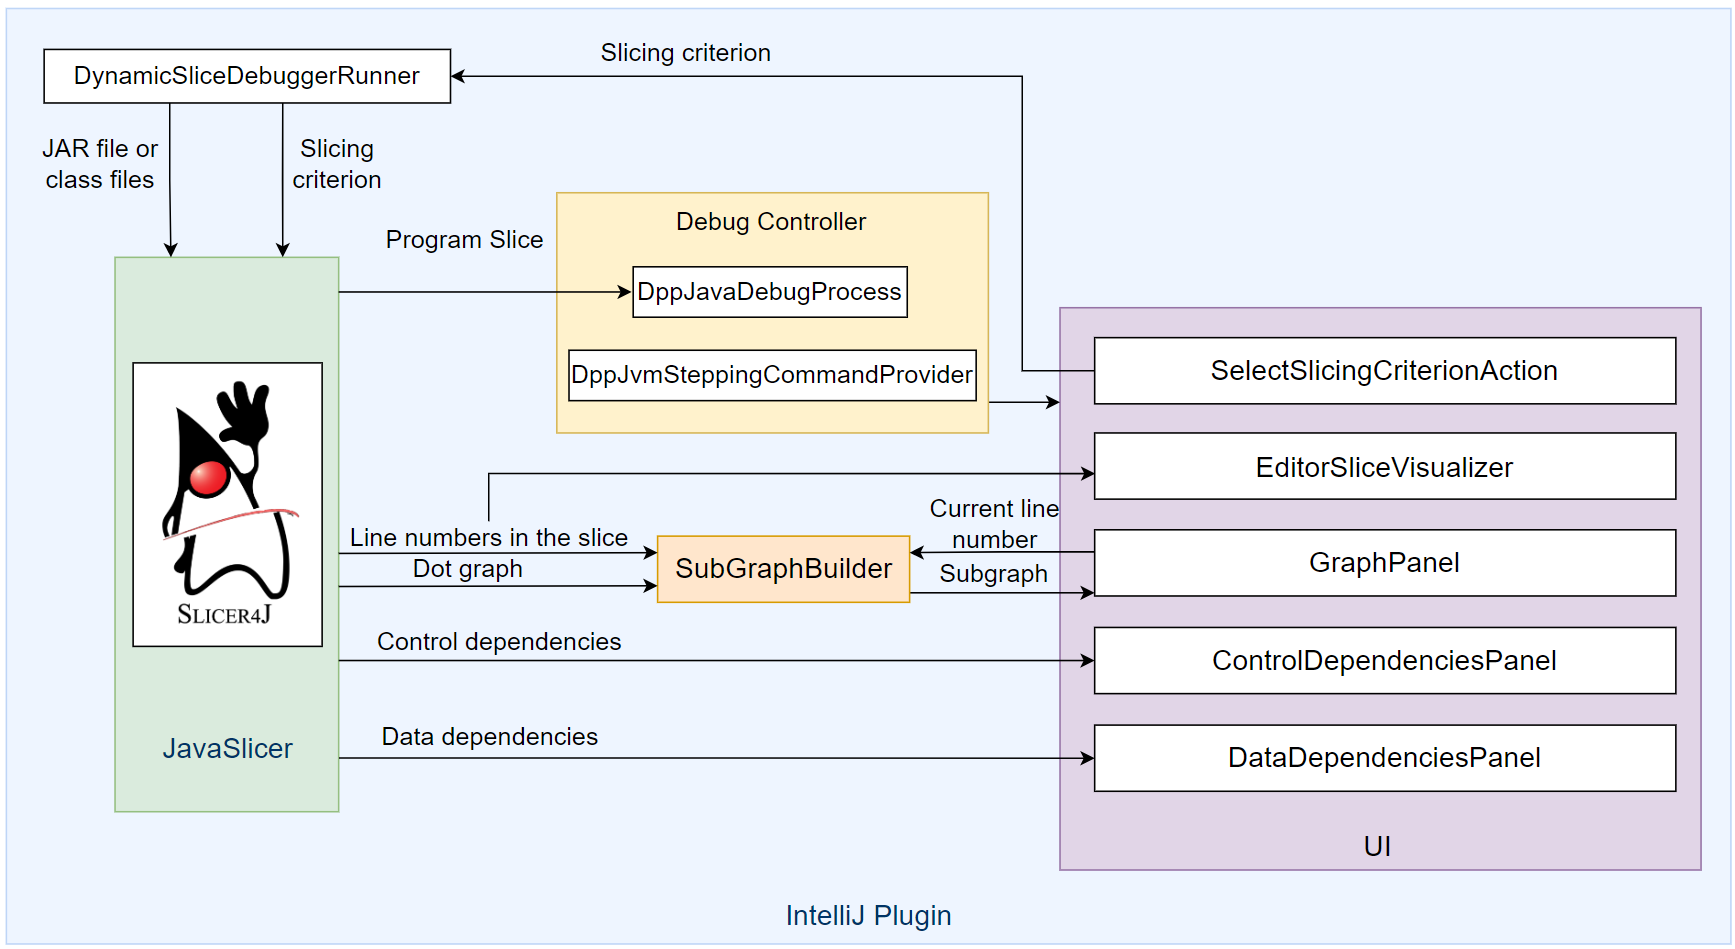 Slicing criterion
DynamicSliceDebuggerRunner
JAR file or
class files
Slicing
criterion
Program Slice
Debug Controller
DppJavaDebugProcess
DppJvmSteppingCommandProvider
SelectSlicingCriterionAction
EditorSliceVisualizer
Current line
number
Line numbers in the slice
Dot graph
SubGraphBuilder
Subgraph
GraphPanel
SLICER4J
Control dependencies
ControlDependenciesPanel
Data dependencies
JavaSlicer
DataDependenciesPanel
UI
IntelliJ Plugin